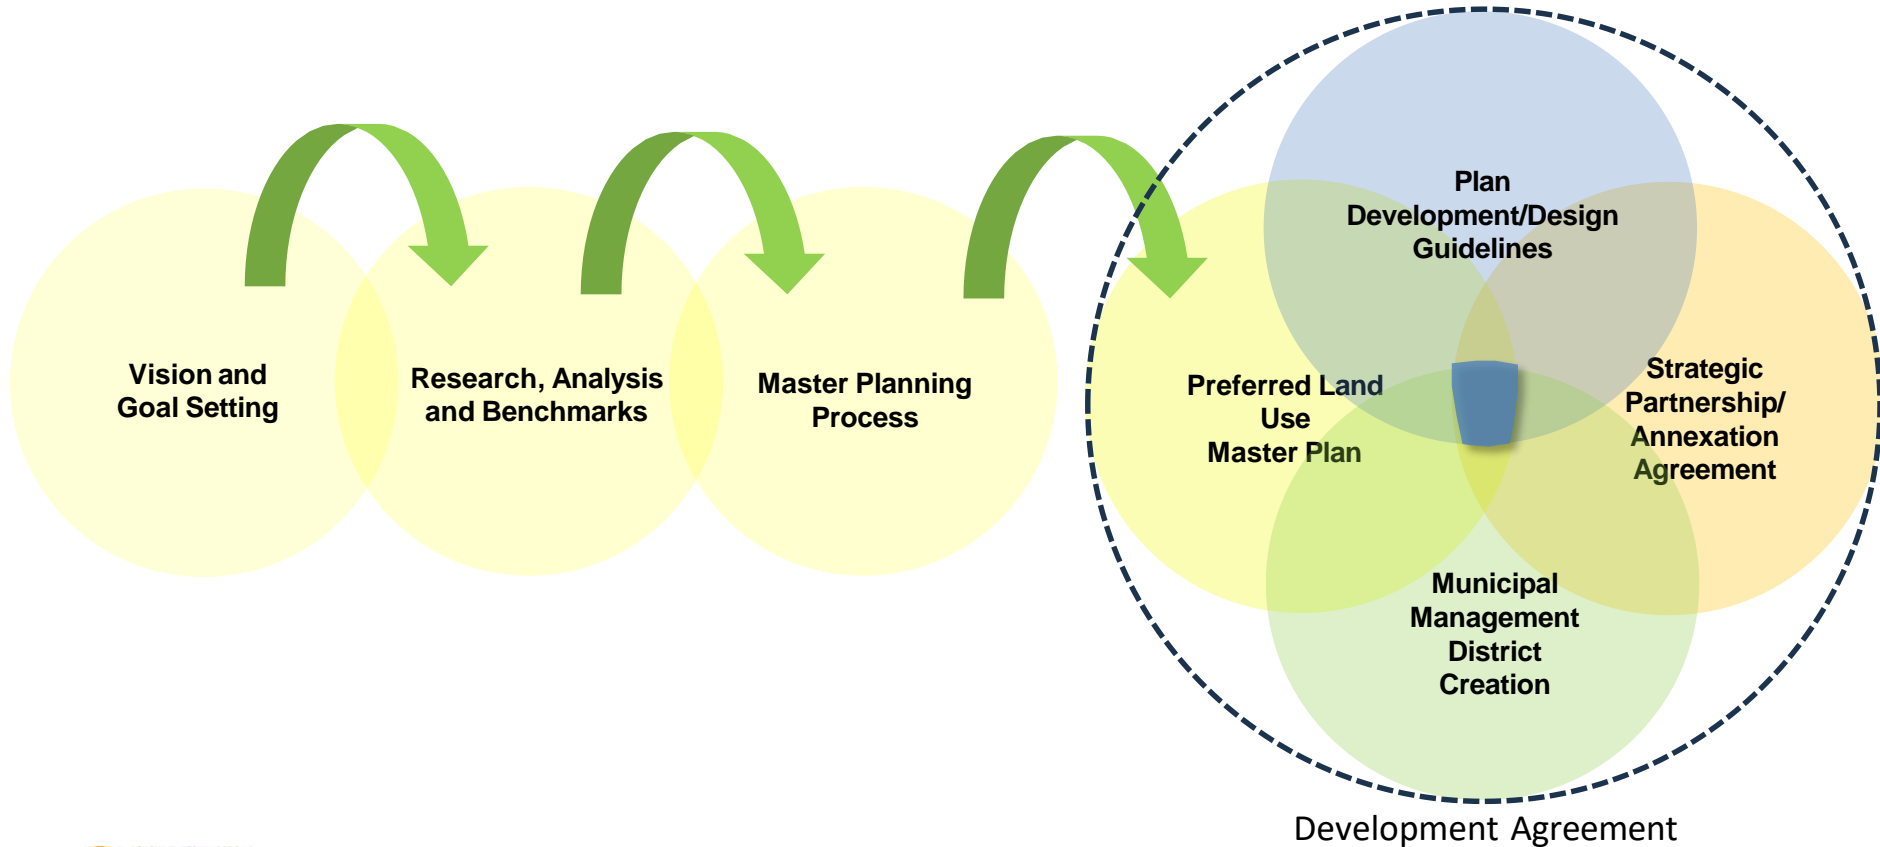 Vision and
Goal Setting
Research, Analysis
and Benchmarks
Master Planning
Process
Preferred Land
Use
Master Plan
Plan
Development/Design
Guidelines
Strategic
Partnership/
Annexation
Agreement
Municipal
Management
District
Creation
Development Agreement